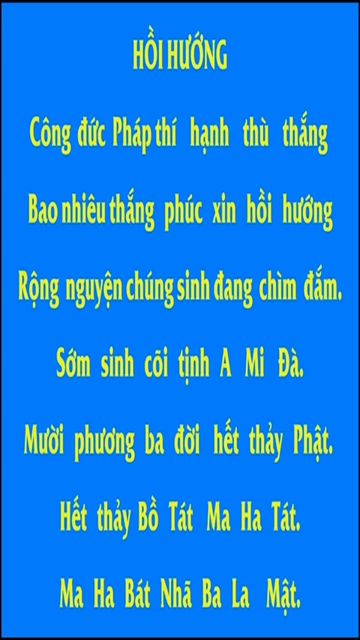 HỒI HƯỚNG
Công đức Pháp thí hạnh thù thắng
Bao nhiêu thắng phúc xin hồi hướng
Rộng nguyện chúng sinh đang chìm đắm.
Sớm sinh cõi tịnh A Mi Đà.
Mười phương ba đời hết thảy Phật.
Hết thảy Bồ Tát Ma Ha Tát.
Ma Ha Bát Nhã Ba La Mật.